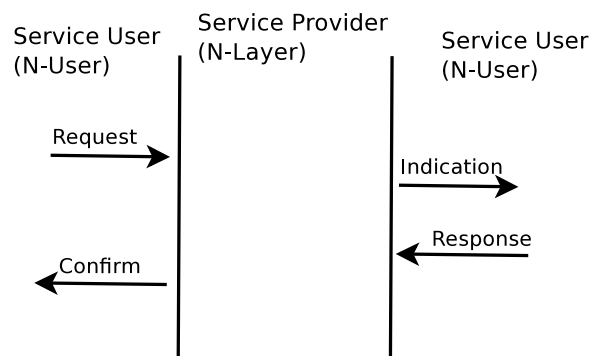 Service User
(N-User)
Service Provider
(N-Layer)
Service User
(N-User)
Request
Indication
Response
Confirm